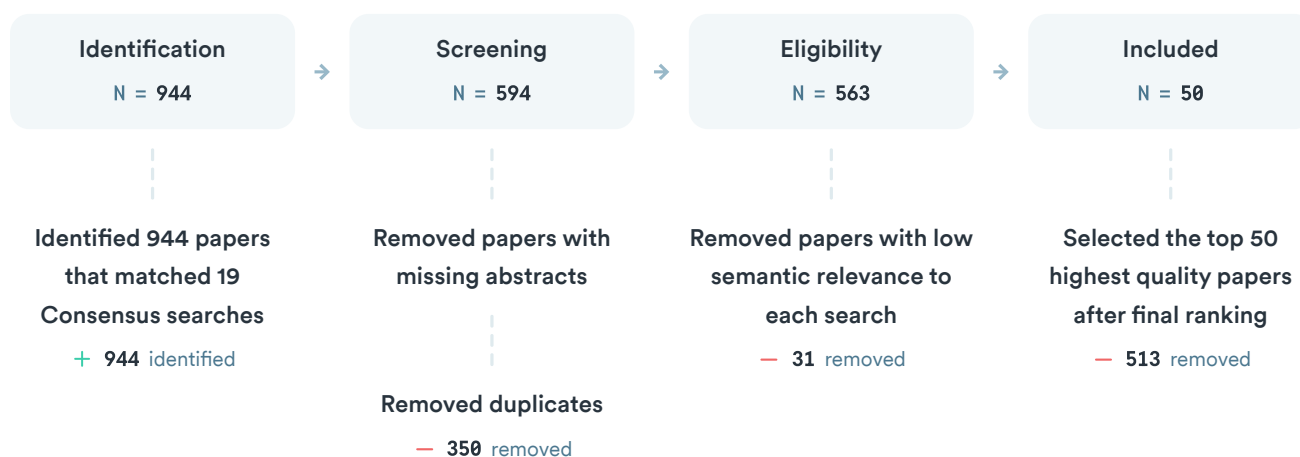 Identification
N = 944
Screening
N = 594
Eligibility
N = 563
Included
N = 50
Identified 944 papers
that matched 19
Consensus searches
+ 944 identified
Removed papers with
missing abstracts
Removed duplicates
— 350 removed
Removed papers with low
semantic relevance to
each search
— 31 removed
Selected the top 50
highest quality papers
after final ranking
— 513 removed